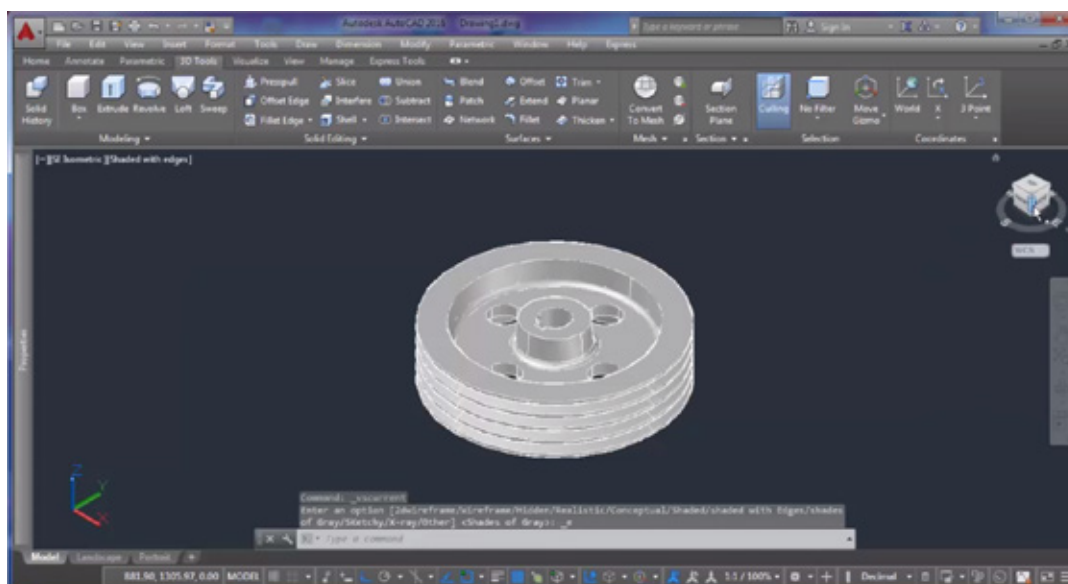 Autodesk AutoCAD 2016 Drawing1.dwg Type a keyword or phrase Sign In
File Edit View Insert Format Tools Draw Dimension Modify Parametric Window Help Express
Home Annotate Parametric 3D Tools Visualize View Manage Express Tools
Presspull Slice Union Blend Offset Trim
Offset Edge Interfere Subtract Patch Extend Planar
Fillet Edge Shell Intersect Network Fillet Thicken
Solid History Box Extrude Revolve Loft Sweep Convert To Mesh Section Plane Culling No Filter Move Gizmo World X 3 Point
Modeling Solid Editing Surfaces Mesh Section Selection Coordinates
[-][SE Isometric][Shaded with edges]
WCS
Properties
Z
Y
X
Command: _vscurrent
Enter an option [2dwireframe/Wireframe/Hidden/Realistic/Conceptual/Shaded/shaded with Edges/shades
of Gray/SKetchy/X-ray/Other] <Shades of Gray>: _e
Type a command
Model Landscape Portrait +
881.90, 1305.97, 0.00 MODEL 1:1 / 100% Decimal